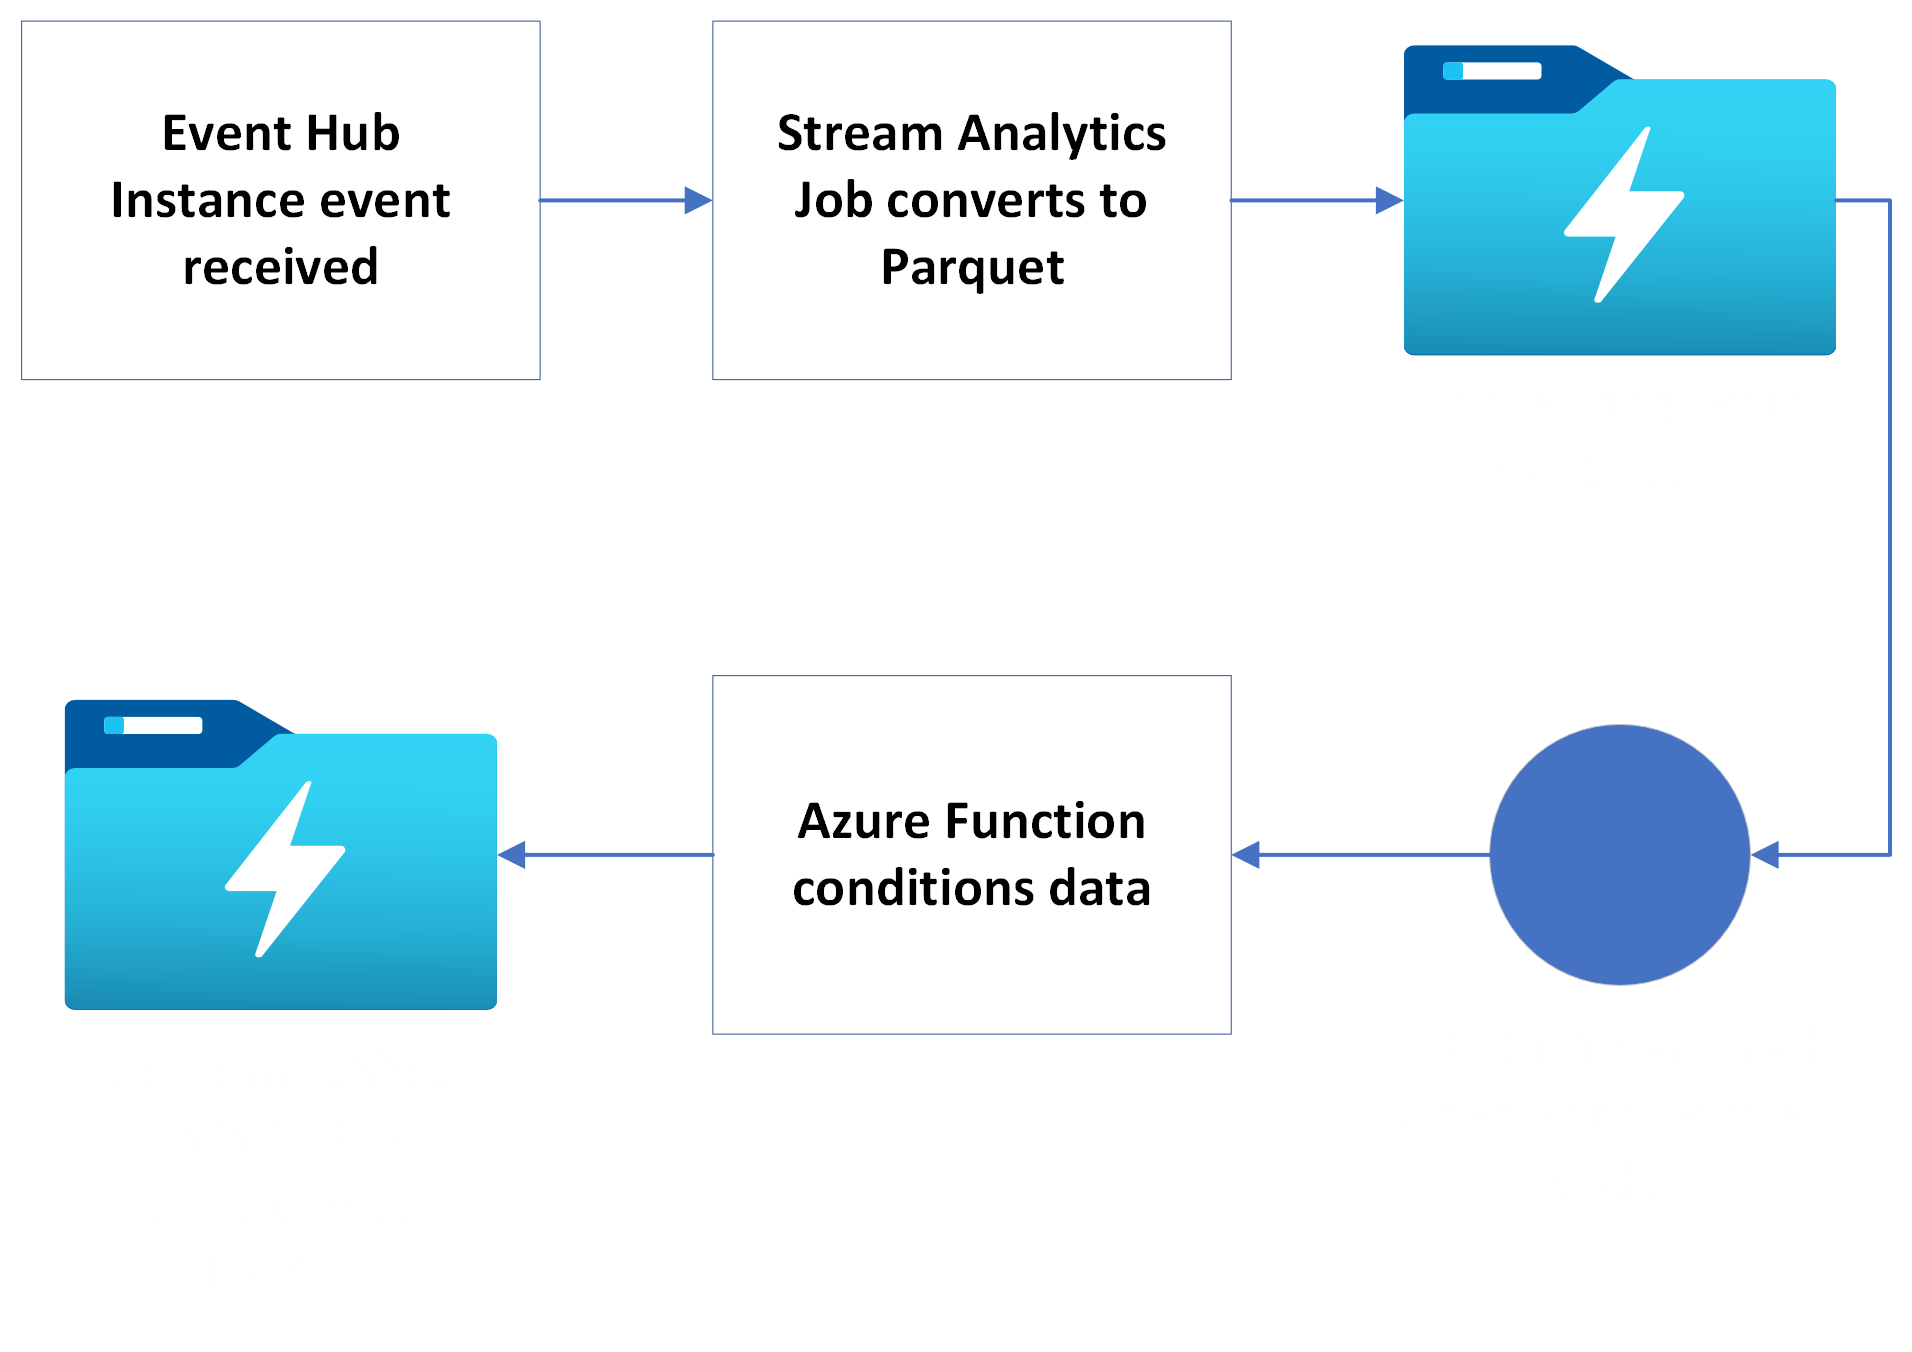 Event Hub
Instance event
received
Stream Analytics
Job converts to
Parquet
Azure Function
conditions data